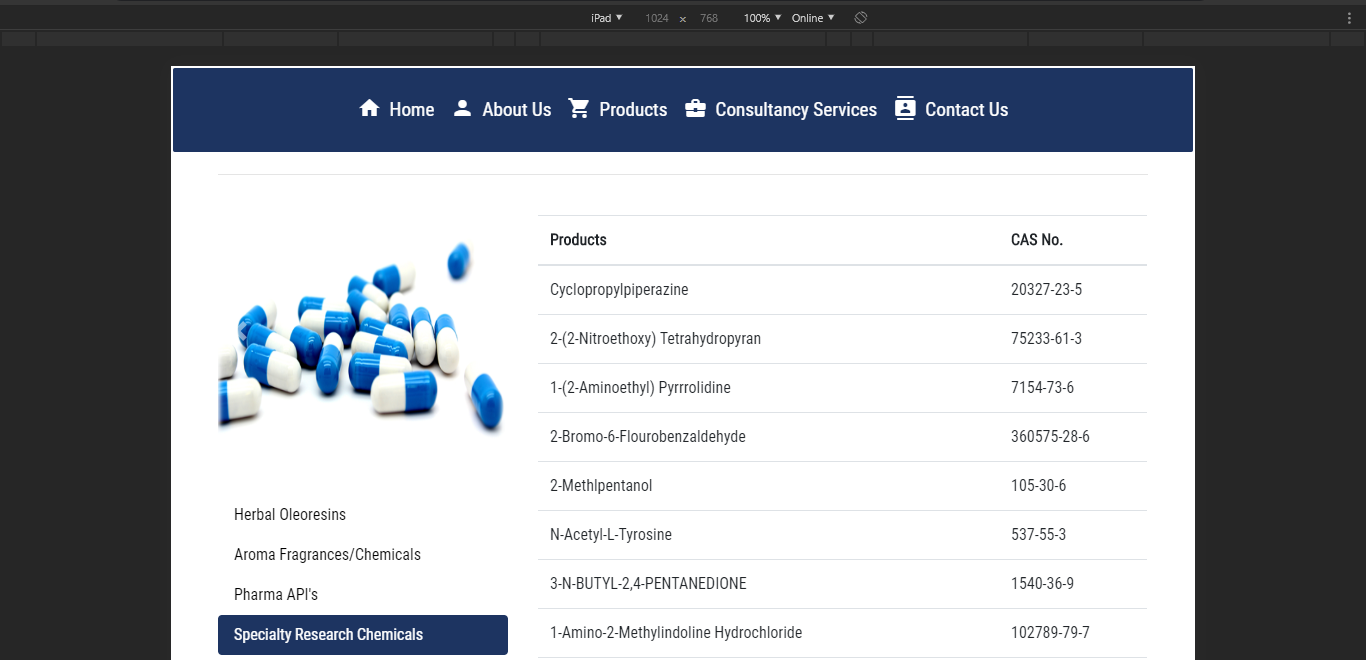 iPad ▼ 1024 × 768 100% ▼ Online ▼
Home About Us Products Consultancy Services Contact Us
Products CAS No.
Cyclopropylpiperazine 20327-23-5
2-(2-Nitroethoxy) Tetrahydropyran 75233-61-3
1-(2-Aminoethyl) Pyrrrolidine 7154-73-6
2-Bromo-6-Flourobenzaldehyde 360575-28-6
2-Methlpentanol 105-30-6
N-Acetyl-L-Tyrosine 537-55-3
3-N-BUTYL-2,4-PENTANEDIONE 1540-36-9
1-Amino-2-Methylindoline Hydrochloride 102789-79-7
Herbal Oleoresins
Aroma Fragrances/Chemicals
Pharma API's
Specialty Research Chemicals